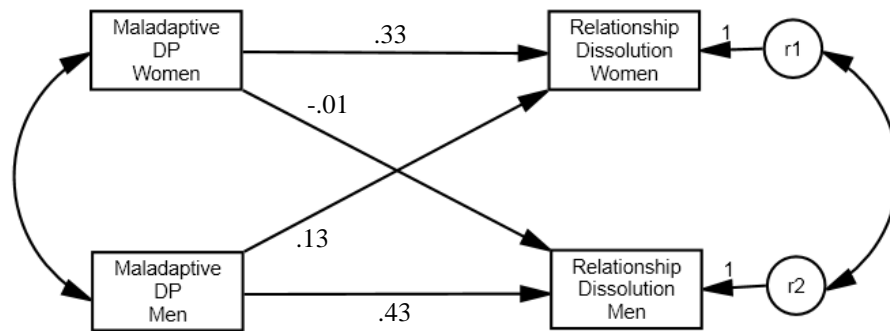 Maladaptive
DP
Women
.33
Relationship
Dissolution
Women
1
r1
-.01
.13
Maladaptive
DP
Men
.43
Relationship
Dissolution
Men
1
r2